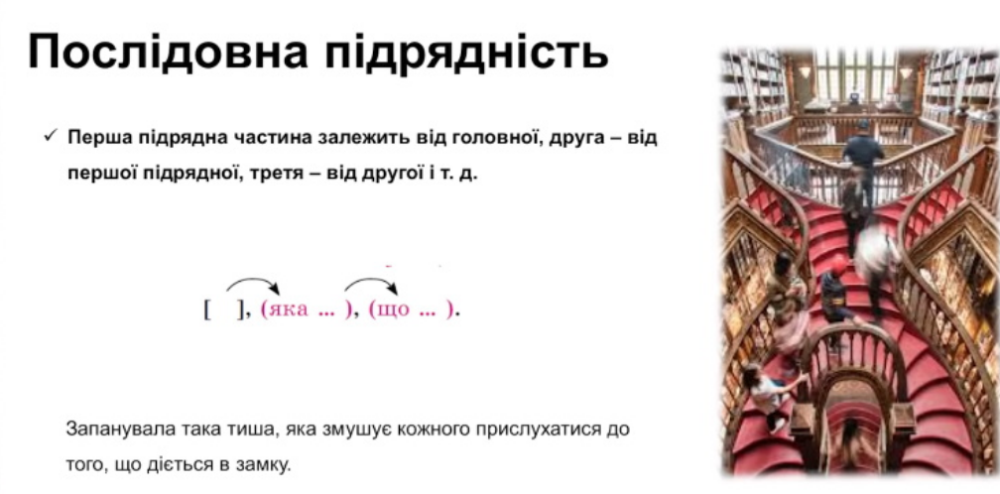 Послідовна підрядність
✓ Перша підрядна частина залежить від головної, друга – від
першої підрядної, третя – від другої і т. д.
[ ], (яка ... ), (що ... ).
Запанувала така тиша, яка змушує кожного прислухатися до
того, що діється в замку.